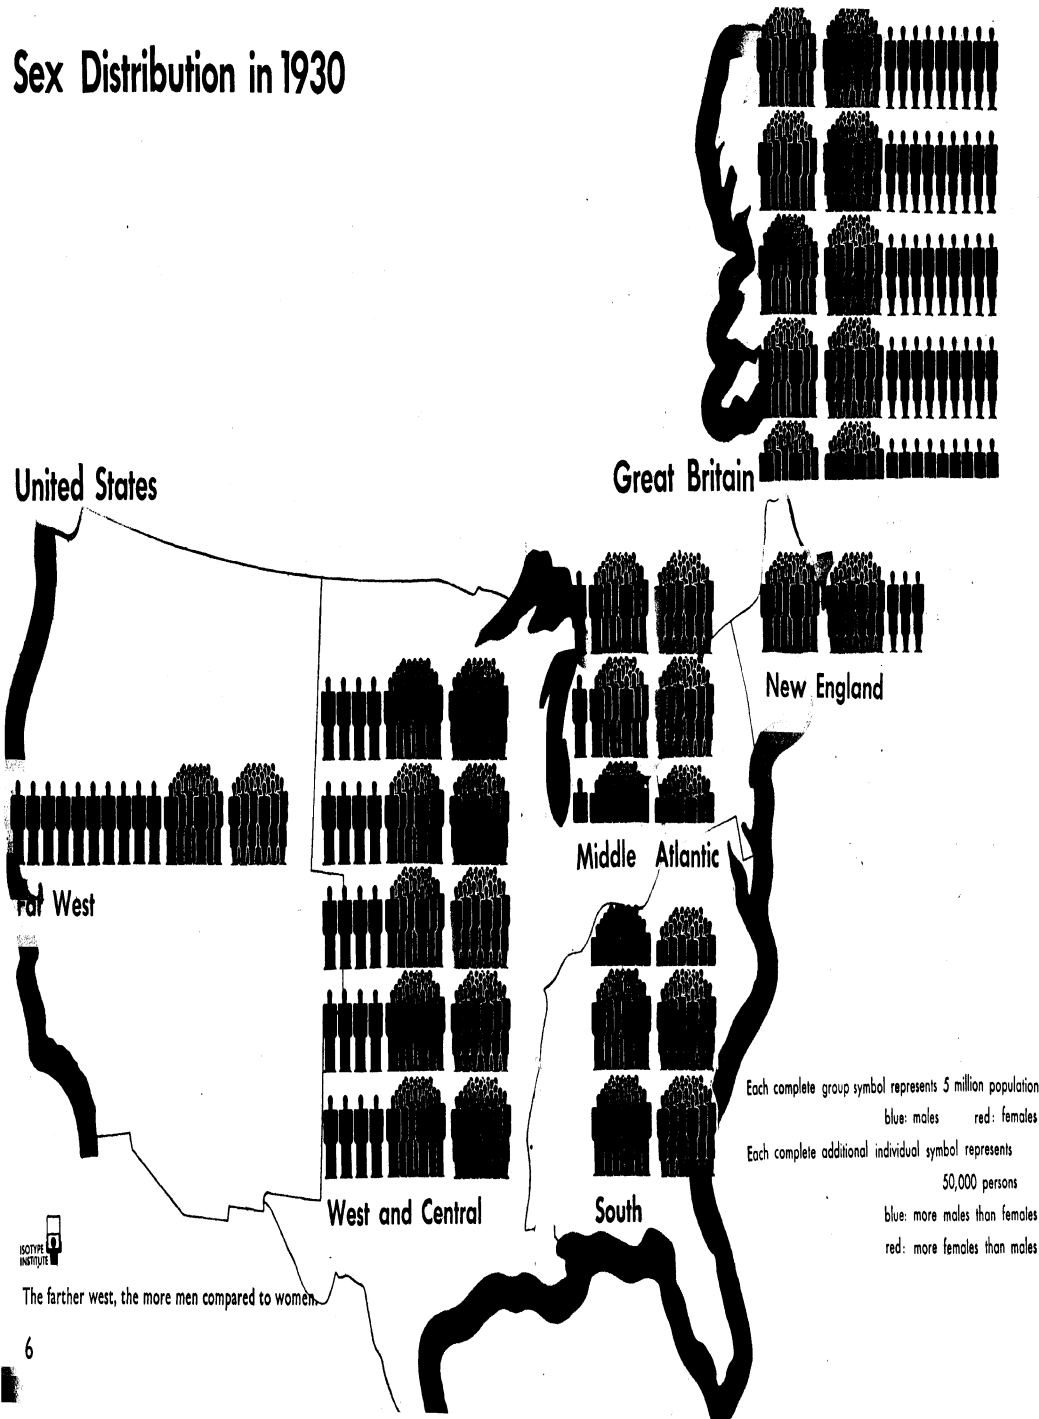 Sex Distribution in 1930
United States
Great Britain
New England
Middle Atlantic
Far West
West and Central
South
Each complete group symbol represents 5 million population
blue: males red: females
Each complete additional individual symbol represents
50,000 persons
blue: more males than females
red: more females than males
ISOTYPE
INSTITUTE
The farther west, the more men compared to women.
6